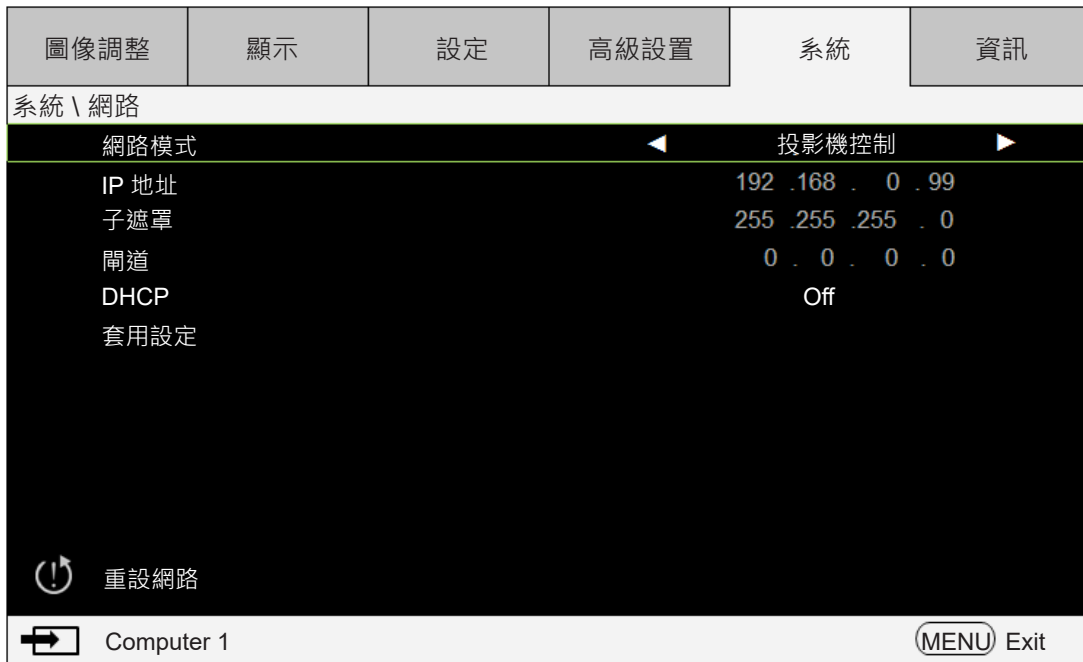 圖像調整 顯示 設定 高級設置 系統 資訊
系統 \ 網路
網路模式 ◀ 投影機控制 ▶
IP 地址 192 .168 . 0 . 99
子遮罩 255 .255 .255 . 0
閘道 0 . 0 . 0 . 0
DHCP Off
套用設定
重設網路
Computer 1 MENU Exit